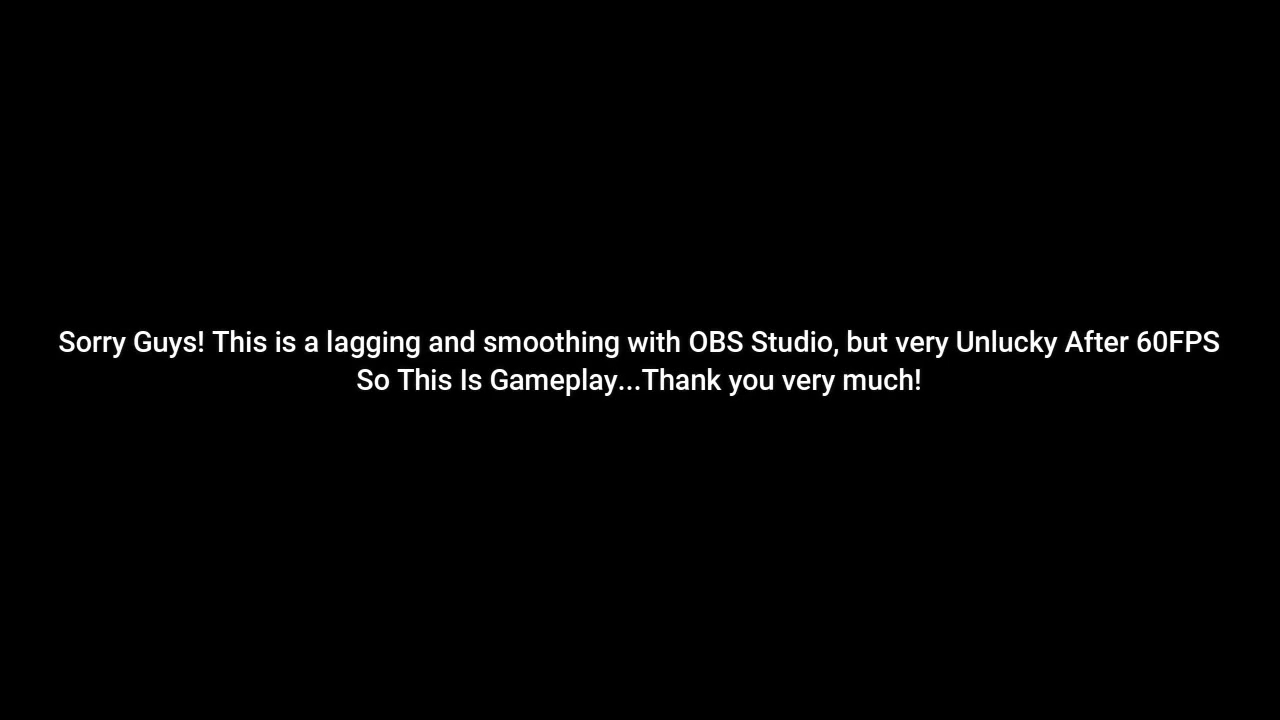 Sorry Guys! This is a lagging and smoothing with OBS Studio, but very Unlucky After 60FPS
So This Is Gameplay...Thank you very much!